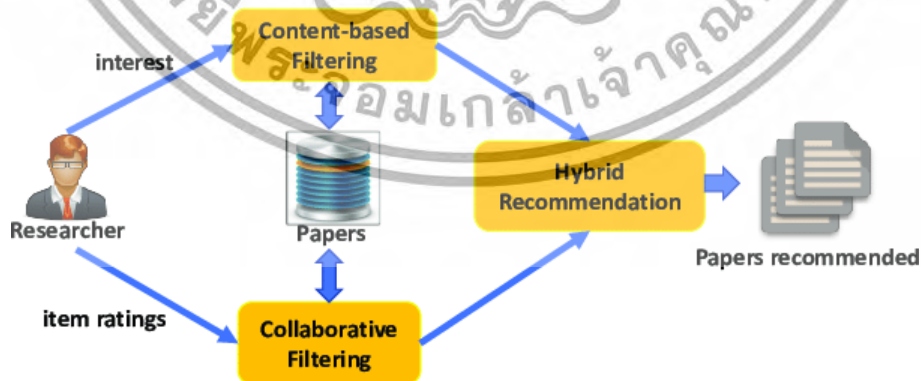 Content-based
Filtering
interest
Researcher
Papers
Hybrid
Recommendation
Papers recommended
item ratings
Collaborative
Filtering